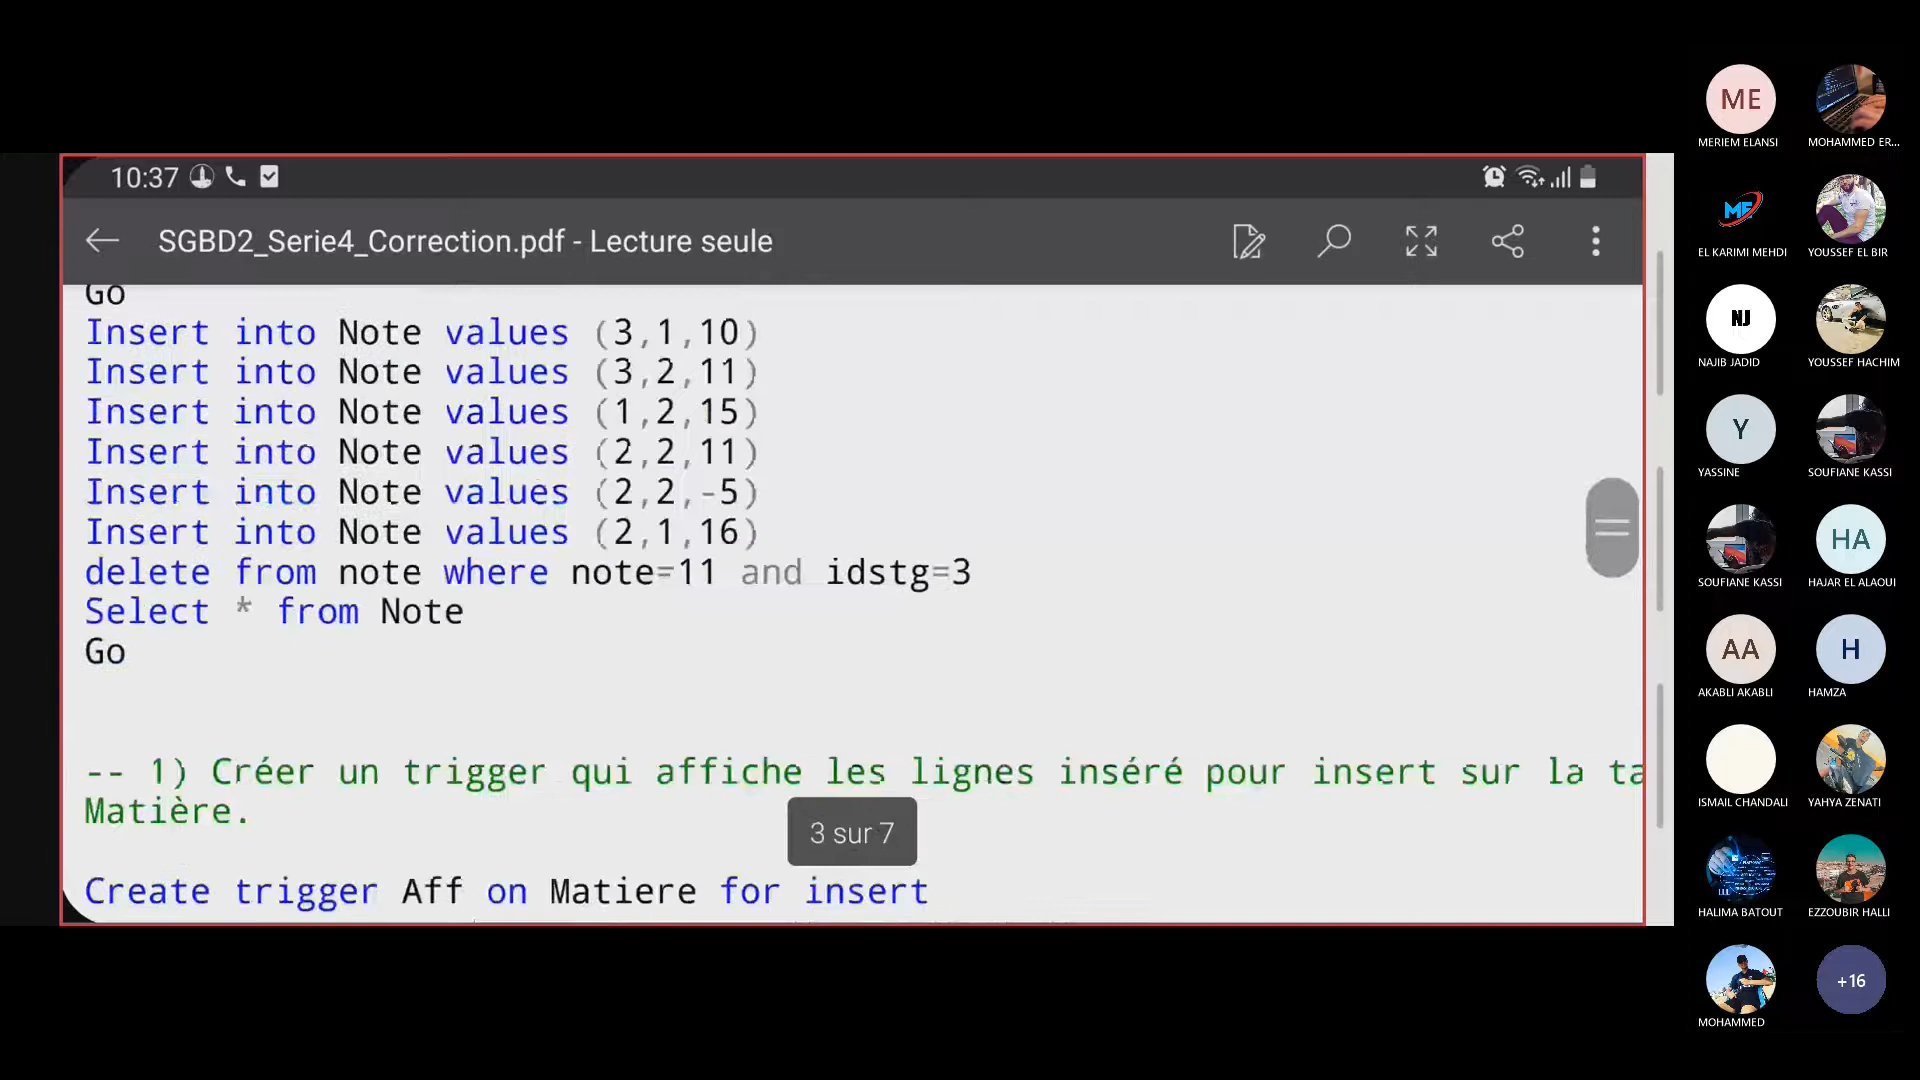 10:37
SGBD2_Serie4_Correction.pdf - Lecture seule
Go
Insert into Note values (3,1,10)
Insert into Note values (3,2,11)
Insert into Note values (1,2,15)
Insert into Note values (2,2,11)
Insert into Note values (2,2,-5)
Insert into Note values (2,1,16)
delete from note where note=11 and idstg=3
Select * from Note
Go
-- 1) Créer un trigger qui affiche les lignes inséré pour insert sur la ta
Matière.
3 sur 7
Create trigger Aff on Matiere for insert
ME
MERIEM ELANSI
MOHAMMED ER...
ME
EL KARIMI MEHDI
YOUSSEF EL BIR
NJ
NAJIB JADID
YOUSSEF HACHIM
Y
YASSINE
SOUFIANE KASSI
SOUFIANE KASSI
HA
HAJAR EL ALAOUI
AA
AKABLI AKABLI
H
HAMZA
ISMAIL CHANDALI
YAHYA ZENATI
HALIMA BATOUT
EZZOUBIR HALLI
MOHAMMED
+16